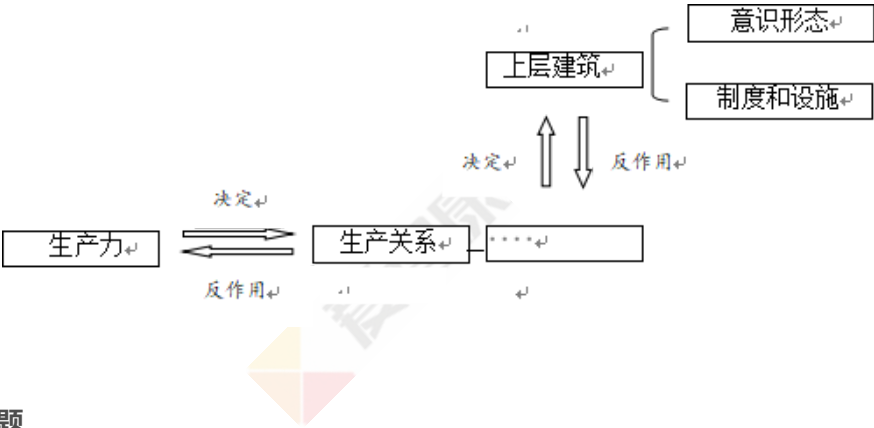 意识形态↵
上层建筑↵
制度和设施↵
决定↵
反作用↵
决定↵
生产力↵
生产关系↵
····↵
反作用↵
题